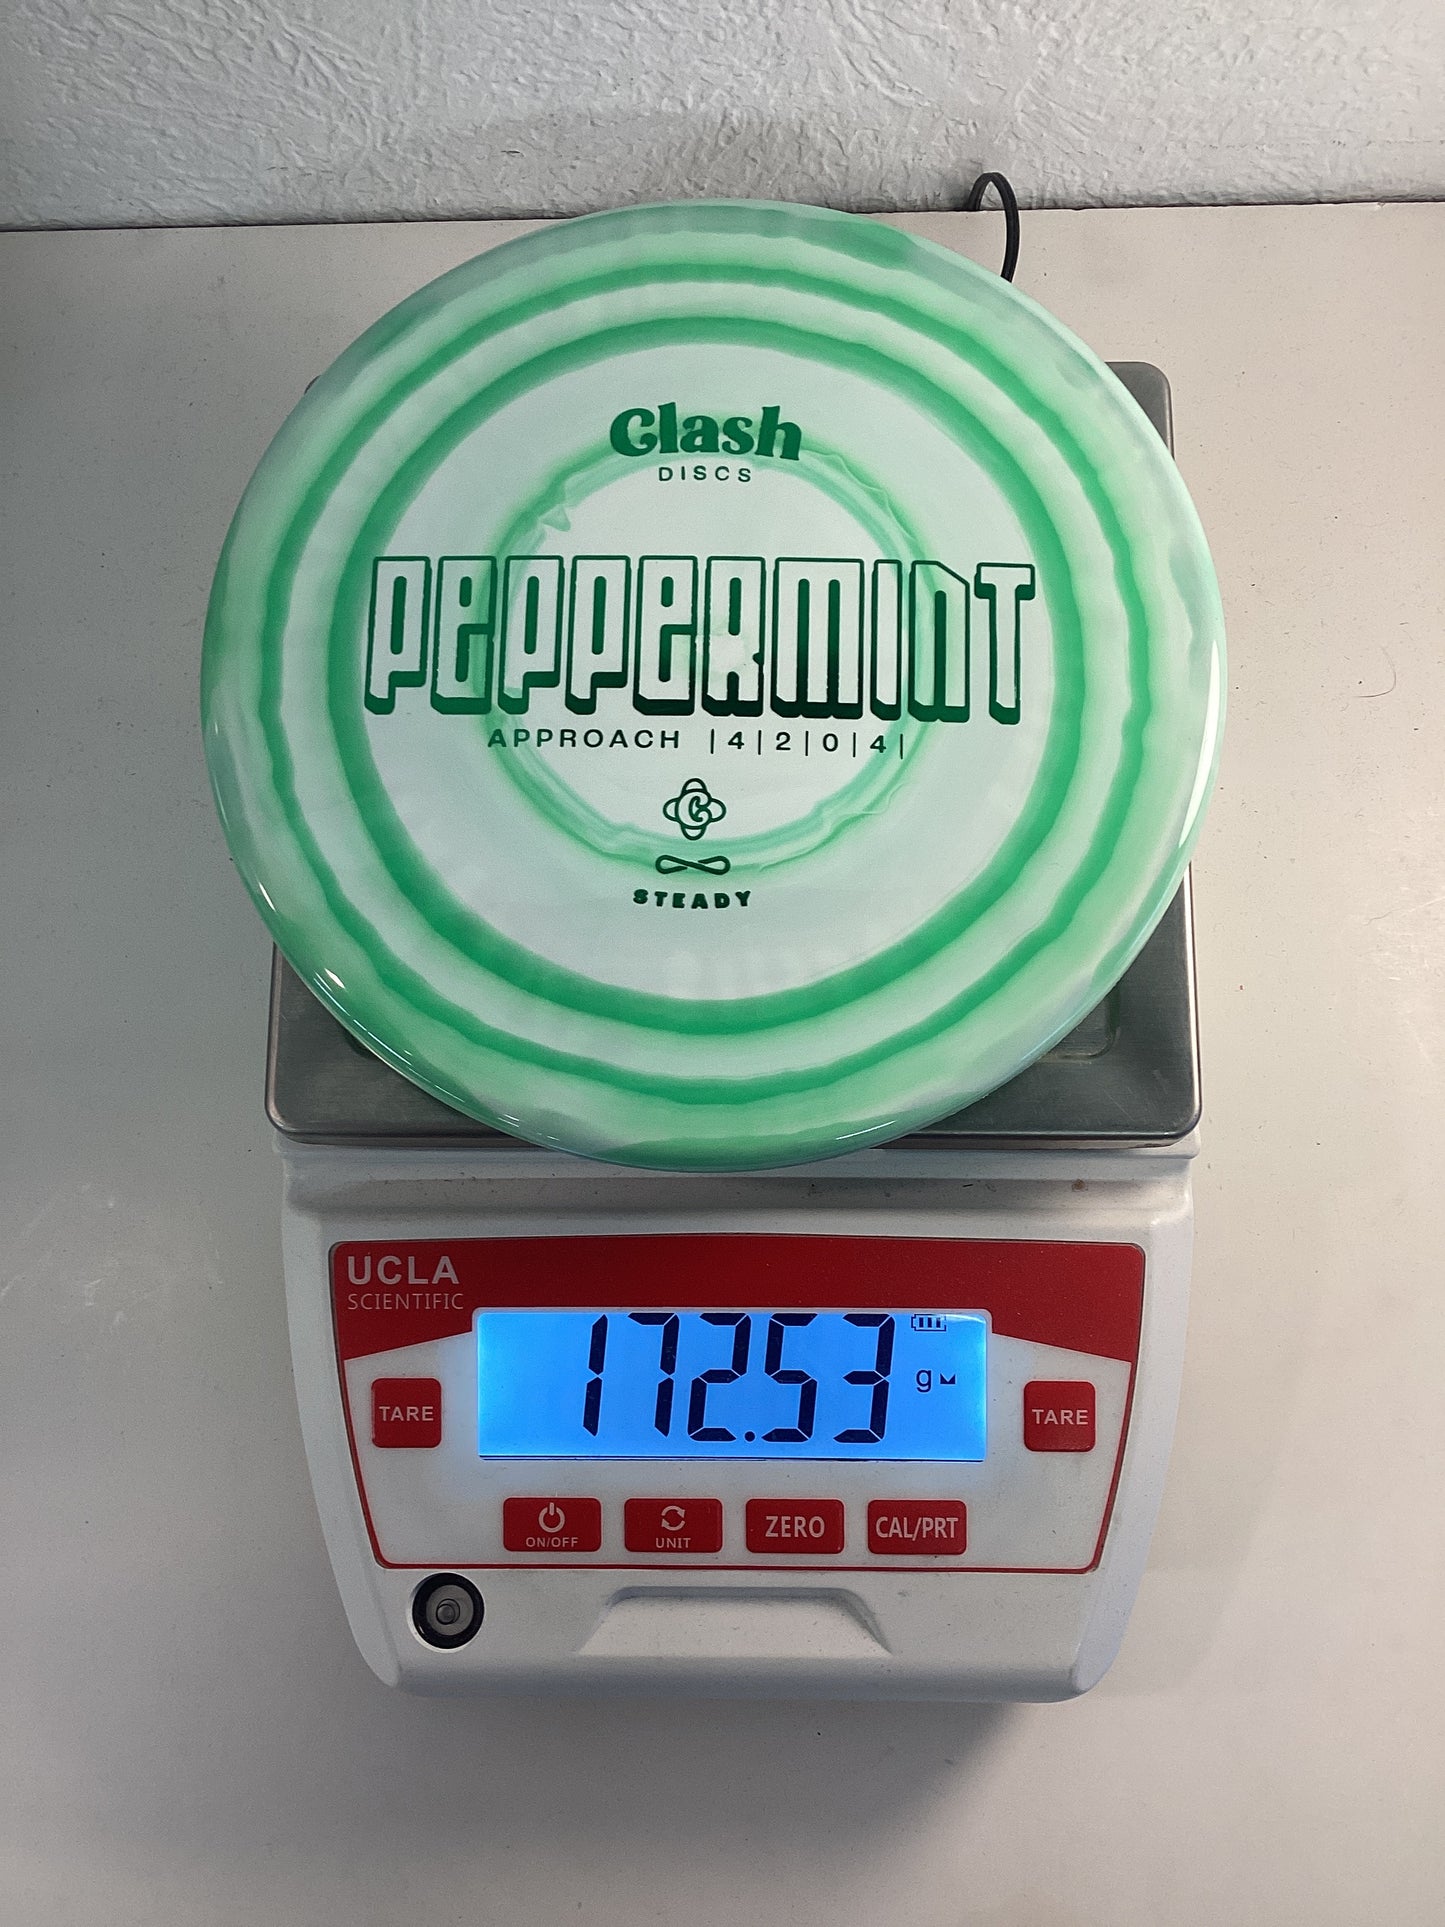 Clash
DISCS
PEPPERMINT
APPROACH |4|2|0|4|
C
STEADY
UCLA
SCIENTIFIC
172.53 g
TARE
TARE
ON/OFF
UNIT
ZERO
CAL/PRT